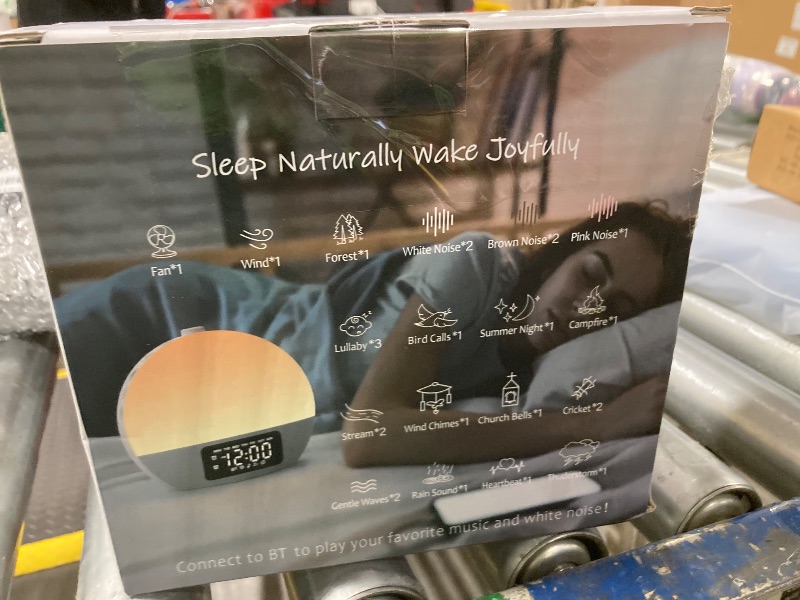 Sleep Naturally Wake Joyfully
Fan*1 Wind*1 Forest*1 White Noise*2 Brown Noise*2 Pink Noise*1
Lullaby*3 Bird Calls*1 Summer Night*1 Campfire*1
Stream*2 Wind Chimes*1 Church Bells*1 Cricket*2
Gentle Waves*2 Rain Sound*1 Heartbeat*1 Thunderstorm*1
12:00
Connect to BT to play your favorite music and white noise!